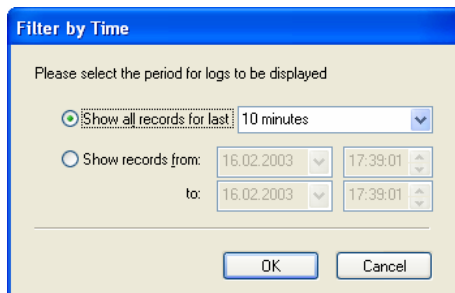 Filter by Time
Please select the period for logs to be displayed
Show all records for last 10 minutes
Show records from: 16.02.2003 17:39:01
to: 16.02.2003 17:39:01
OK Cancel